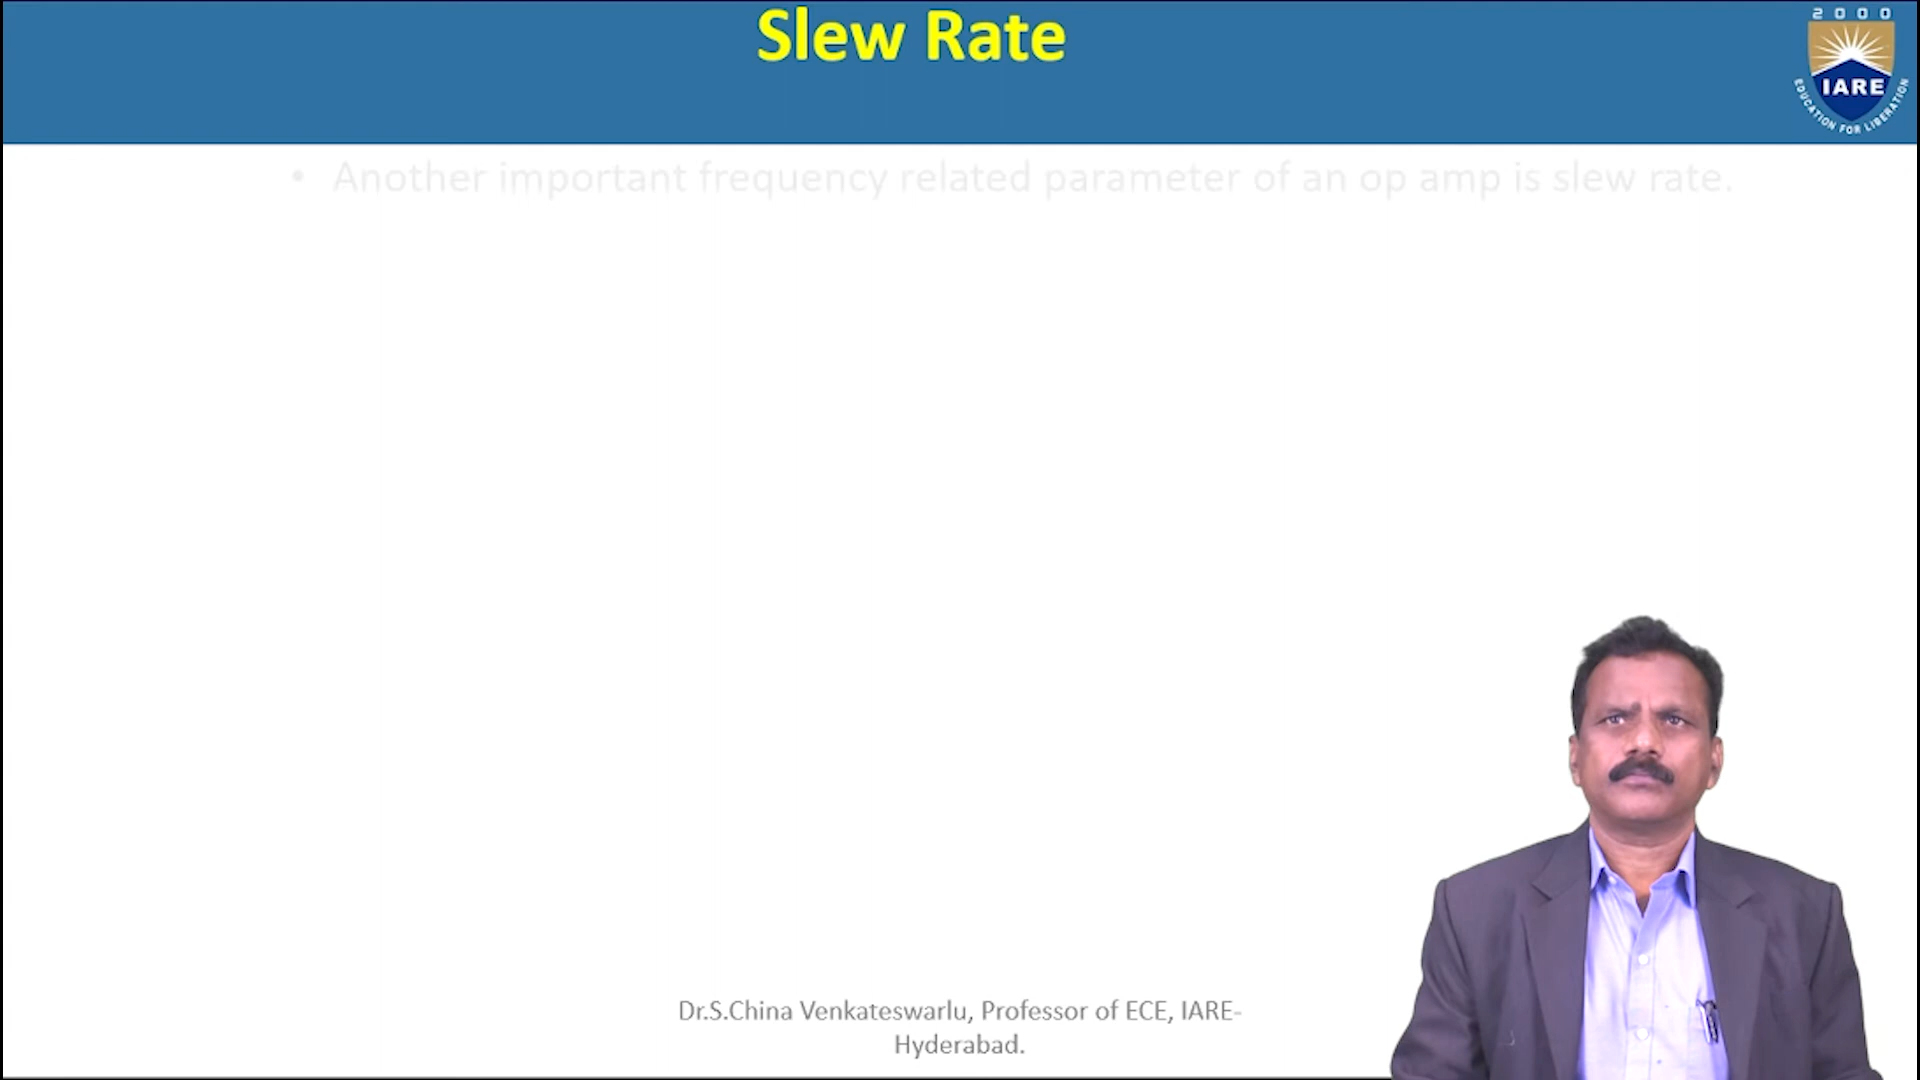 Slew Rate
2000
IARE
EDUCATION FOR LIBERATION
• Another important frequency related parameter of an op amp is slew rate.
Dr.S.China Venkateswarlu, Professor of ECE, IARE-
Hyderabad.